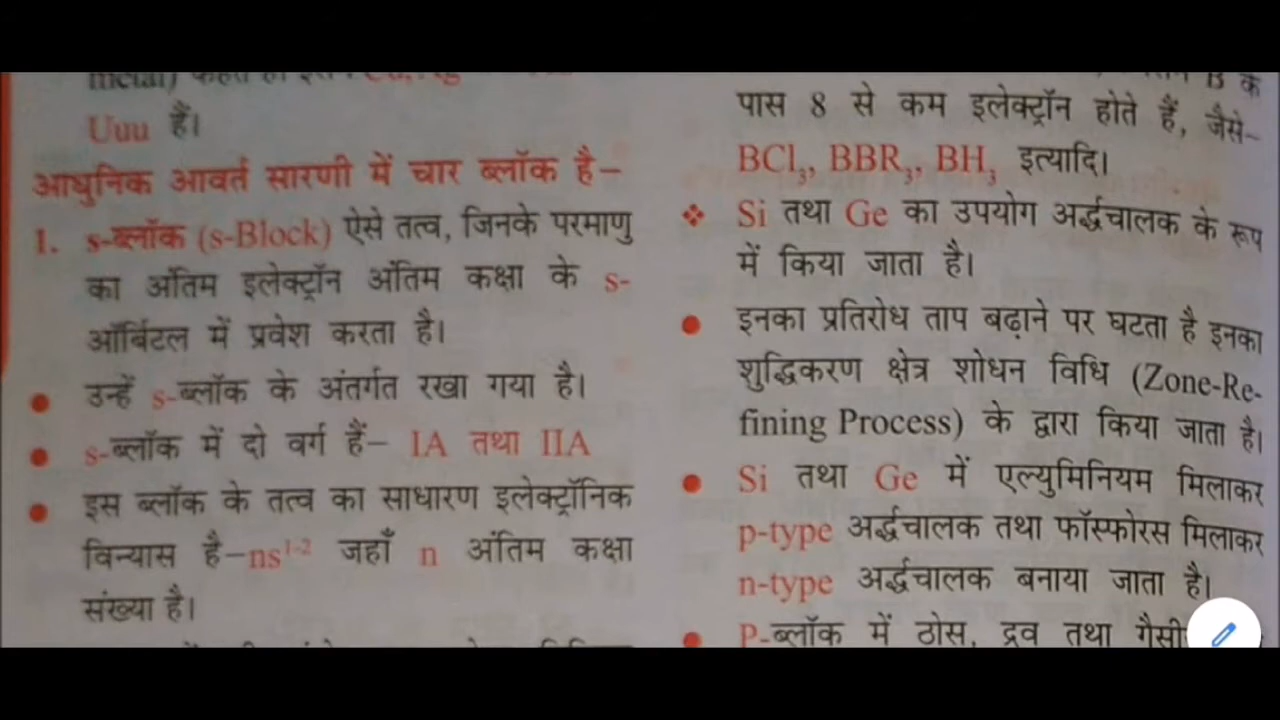 Uuu हैं।
आधुनिक आवर्त सारणी में चार ब्लॉक है–
1. s-ब्लॉक (s-Block) ऐसे तत्व, जिनके परमाणु
का अंतिम इलेक्ट्रॉन अंतिम कक्षा के s-
ऑर्बिटल में प्रवेश करता है।
● उन्हें s-ब्लॉक के अंतर्गत रखा गया है।
● s-ब्लॉक में दो वर्ग हैं– IA तथा IIA
● इस ब्लॉक के तत्व का साधारण इलेक्ट्रॉनिक
विन्यास है–ns¹⁻² जहाँ n अंतिम कक्षा
संख्या है।
B के
पास 8 से कम इलेक्ट्रॉन होते हैं, जैसे–
BCl₃, BBR₃, BH₃ इत्यादि।
❖ Si तथा Ge का उपयोग अर्द्धचालक के रूप
में किया जाता है।
● इनका प्रतिरोध ताप बढ़ाने पर घटता है इनका
शुद्धिकरण क्षेत्र शोधन विधि (Zone-Re-
fining Process) के द्वारा किया जाता है।
● Si तथा Ge में एल्युमिनियम मिलाकर
p-type अर्द्धचालक तथा फॉस्फोरस मिलाकर
n-type अर्द्धचालक बनाया जाता है।
● P-ब्लॉक में ठोस, द्रव तथा